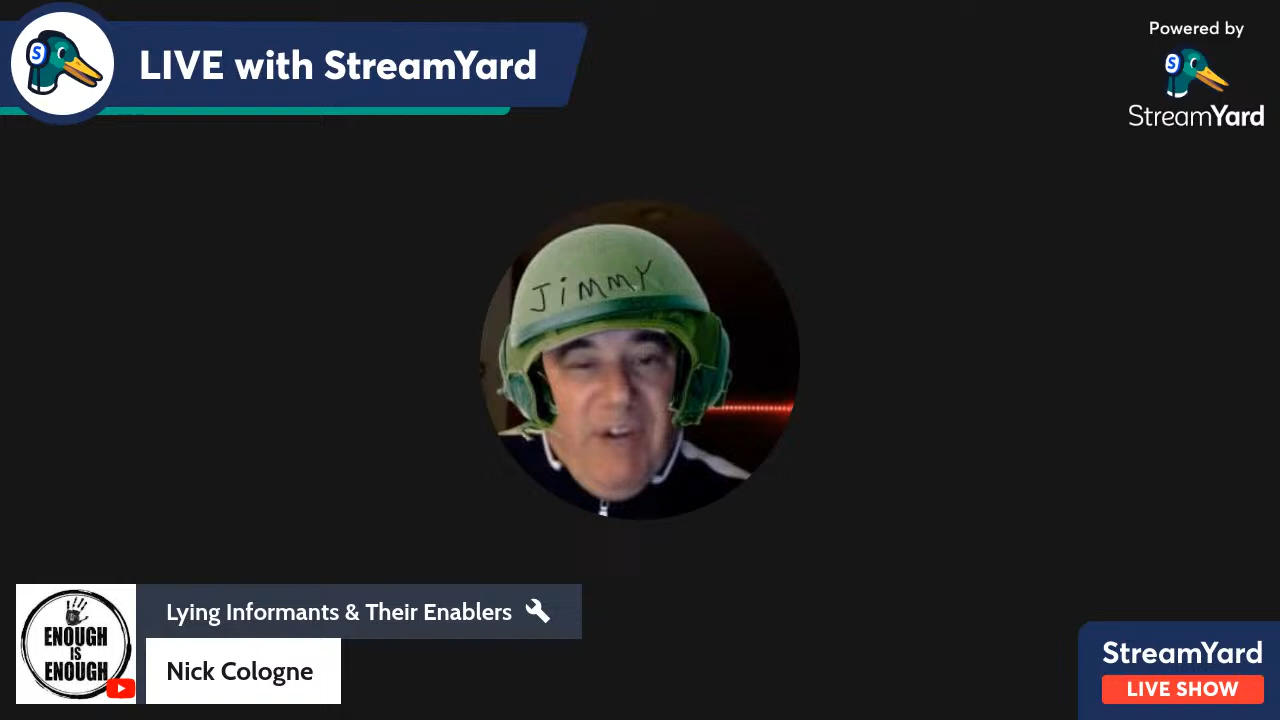 S
LIVE with StreamYard
Powered by
S
StreamYard
JiMMY
ENOUGH
IS
ENOUGH
Lying Informants & Their Enablers
Nick Cologne
StreamYard
LIVE SHOW